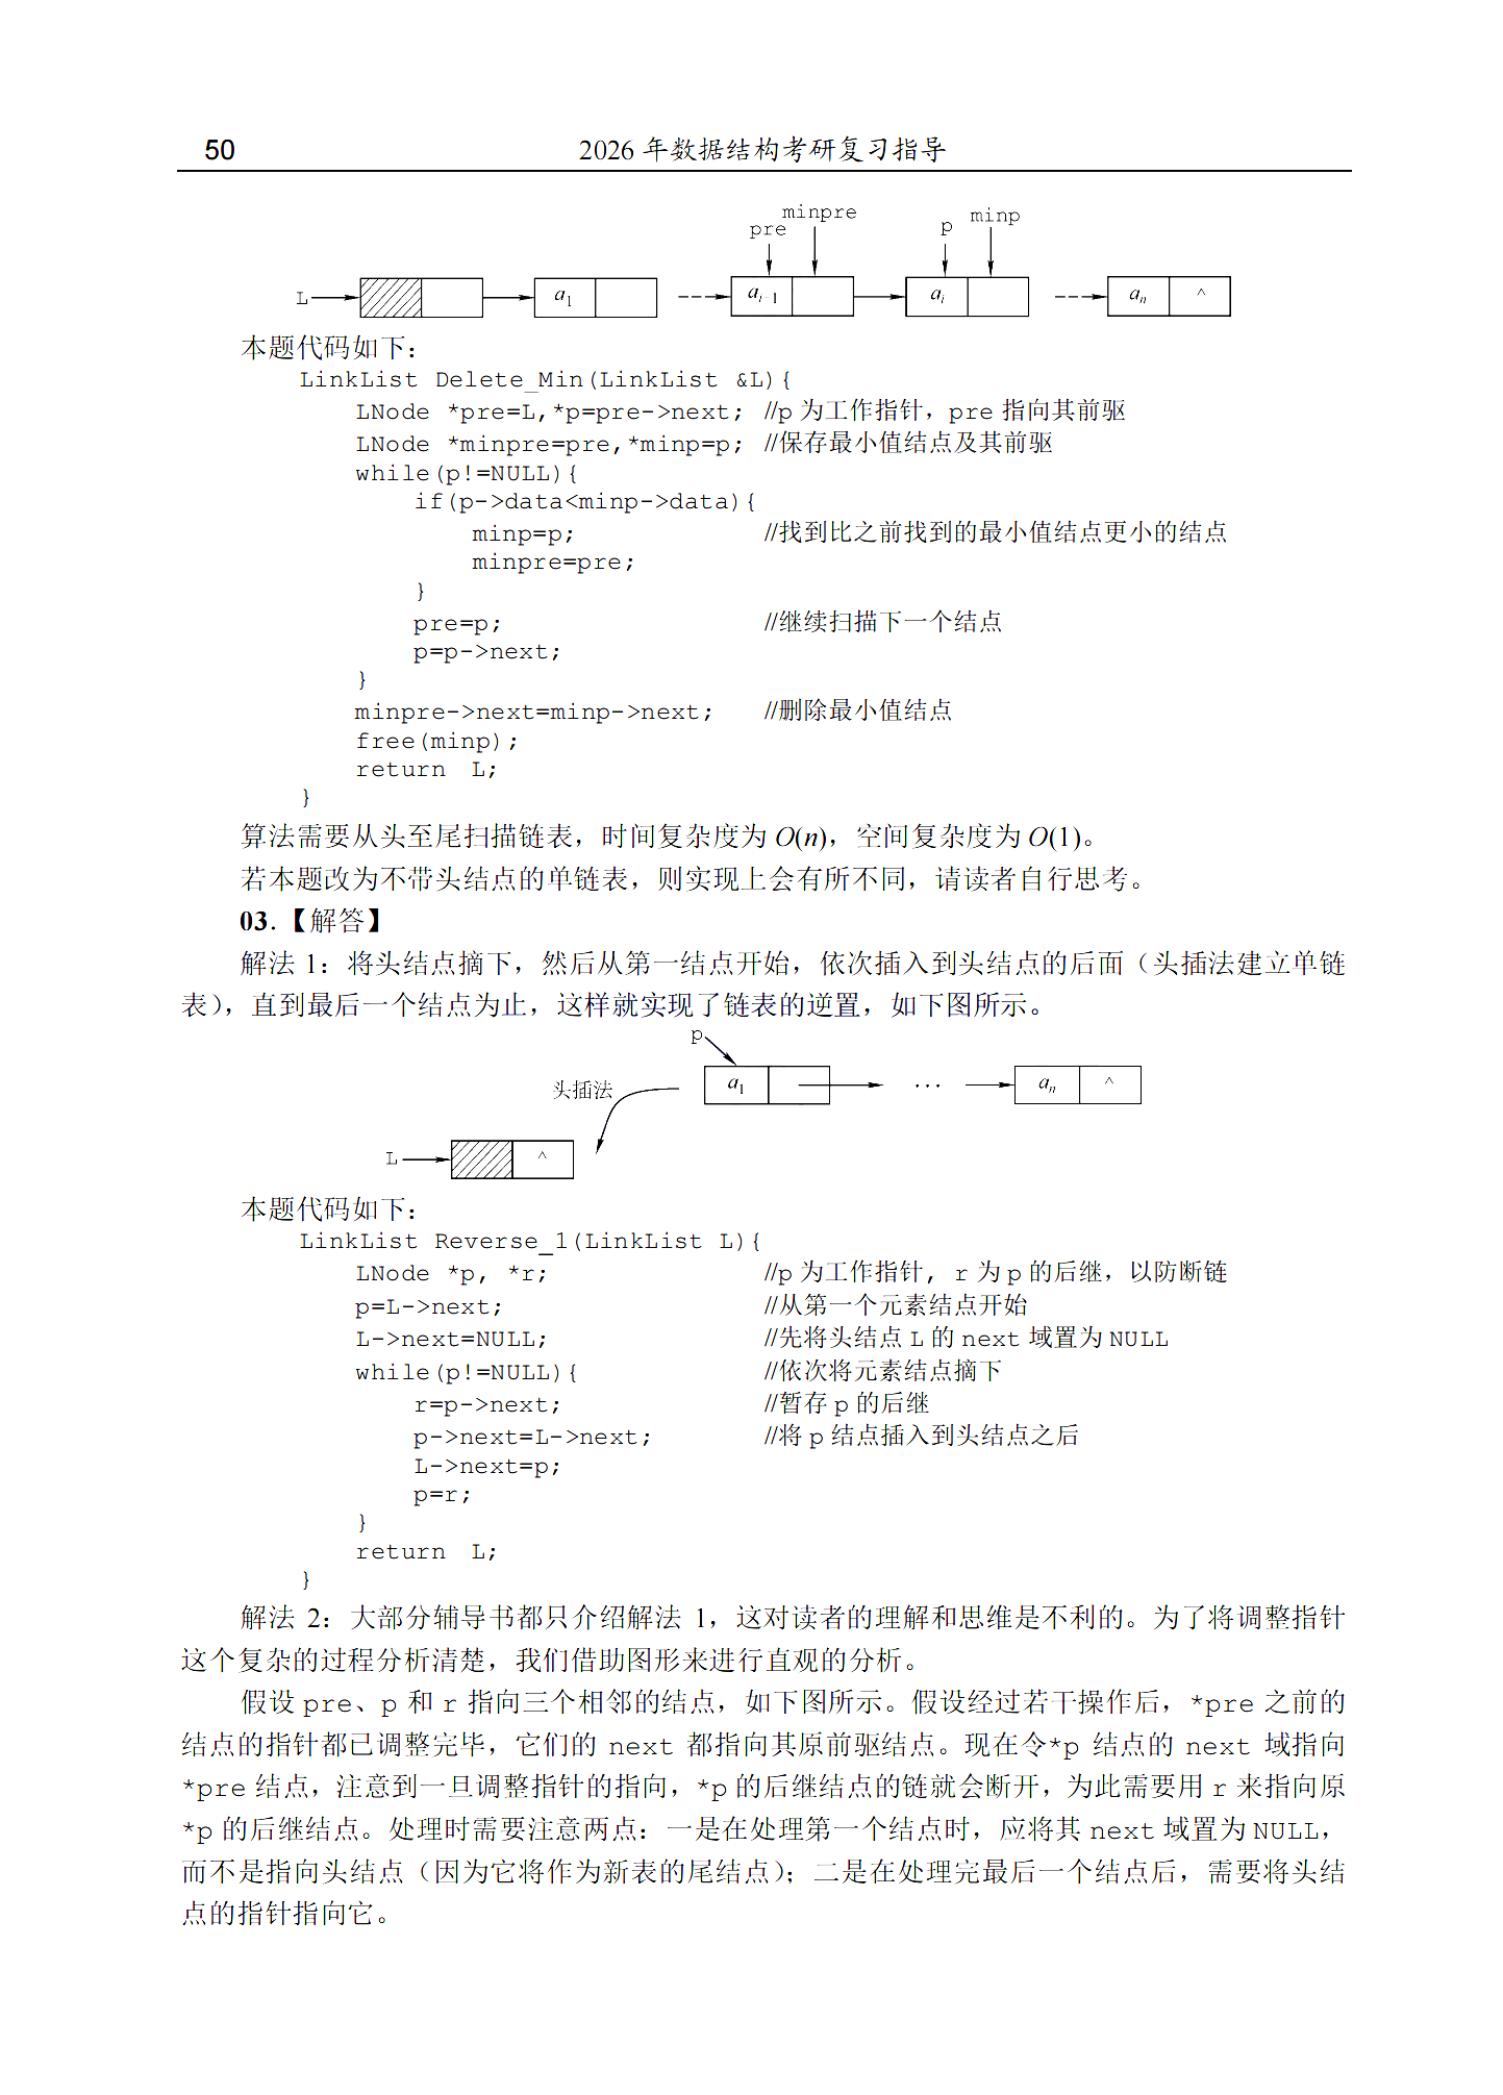 50 2026 年数据结构考研复习指导
minpre
pre p minp
L a1 ai-1 ai an ^
本题代码如下：
LinkList Delete_Min(LinkList &L){
LNode *pre=L,*p=pre->next; //p 为工作指针，pre 指向其前驱
LNode *minpre=pre,*minp=p; //保存最小值结点及其前驱
while(p!=NULL){
if(p->data<minp->data){
minp=p; //找到比之前找到的最小值结点更小的结点
minpre=pre;
}
pre=p; //继续扫描下一个结点
p=p->next;
}
minpre->next=minp->next; //删除最小值结点
free(minp);
return L;
}
算法需要从头至尾扫描链表，时间复杂度为 O(n)，空间复杂度为 O(1)。
若本题改为不带头结点的单链表，则实现上会有所不同，请读者自行思考。
03.【解答】
解法 1：将头结点摘下，然后从第一结点开始，依次插入到头结点的后面（头插法建立单链
表），直到最后一个结点为止，这样就实现了链表的逆置，如下图所示。
p
头插法 a1 … an ^
L ^
本题代码如下：
LinkList Reverse_1(LinkList L){
LNode *p, *r; //p 为工作指针, r 为 p 的后继，以防断链
p=L->next; //从第一个元素结点开始
L->next=NULL; //先将头结点 L 的 next 域置为 NULL
while(p!=NULL){ //依次将元素结点摘下
r=p->next; //暂存 p 的后继
p->next=L->next; //将 p 结点插入到头结点之后
L->next=p;
p=r;
}
return L;
}
解法 2：大部分辅导书都只介绍解法 1，这对读者的理解和思维是不利的。为了将调整指针
这个复杂的过程分析清楚，我们借助图形来进行直观的分析。
假设 pre、p 和 r 指向三个相邻的结点，如下图所示。假设经过若干操作后，*pre 之前的
结点的指针都已调整完毕，它们的 next 都指向其原前驱结点。现在令*p 结点的 next 域指向
*pre 结点，注意到一旦调整指针的指向，*p 的后继结点的链就会断开，为此需要用 r 来指向原
*p 的后继结点。处理时需要注意两点：一是在处理第一个结点时，应将其 next 域置为 NULL，
而不是指向头结点（因为它将作为新表的尾结点）；二是在处理完最后一个结点后，需要将头结
点的指针指向它。